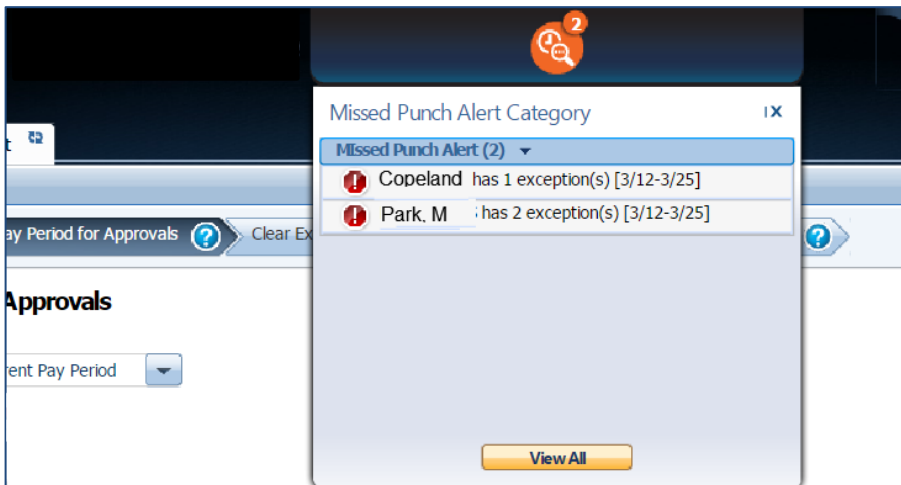 2
Missed Punch Alert Category
X
t
MIssed Punch Alert (2)
Copeland has 1 exception(s) [3/12-3/25]
Park, M has 2 exception(s) [3/12-3/25]
ay Period for Approvals ? Clear Ex ?
Approvals
rent Pay Period
View All